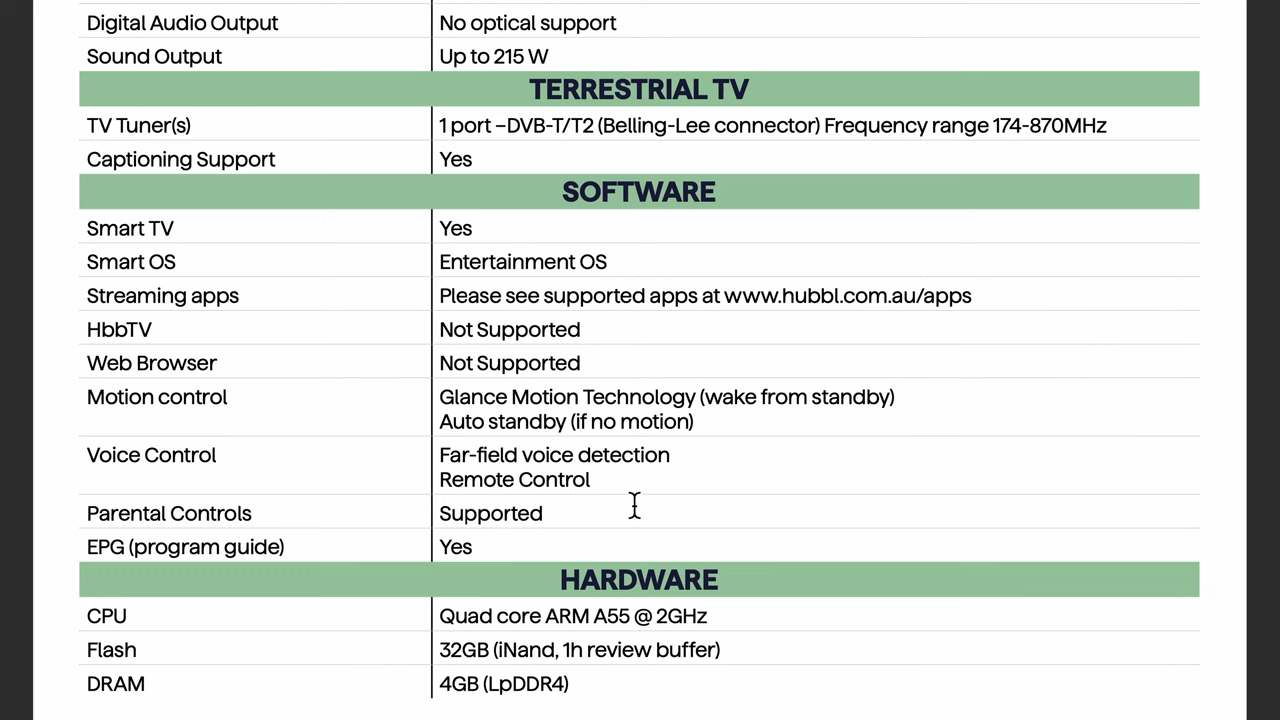 Digital Audio Output No optical support
Sound Output Up to 215 W
TERRESTRIAL TV
TV Tuner(s) 1 port –DVB-T/T2 (Belling-Lee connector) Frequency range 174-870MHz
Captioning Support Yes
SOFTWARE
Smart TV Yes
Smart OS Entertainment OS
Streaming apps Please see supported apps at www.hubbl.com.au/apps
HbbTV Not Supported
Web Browser Not Supported
Motion control Glance Motion Technology (wake from standby)
Auto standby (if no motion)
Voice Control Far-field voice detection
Remote Control
Parental Controls Supported
EPG (program guide) Yes
HARDWARE
CPU Quad core ARM A55 @ 2GHz
Flash 32GB (iNand, 1h review buffer)
DRAM 4GB (LpDDR4)